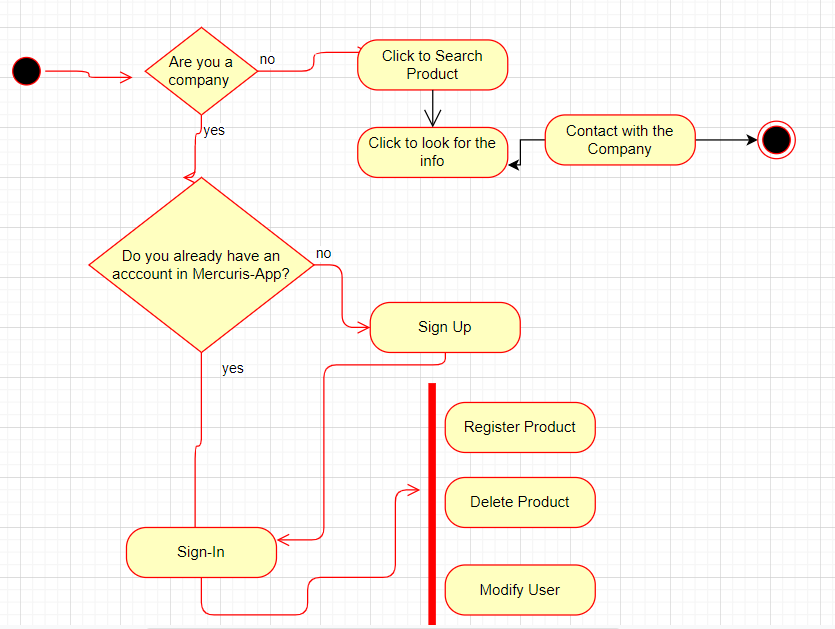 Are you a
company
no
Click to Search
Product
yes
Click to look for the
info
Contact with the
Company
Do you already have an
acccount in Mercuris-App?
no
Sign Up
yes
Register Product
Delete Product
Sign-In
Modify User